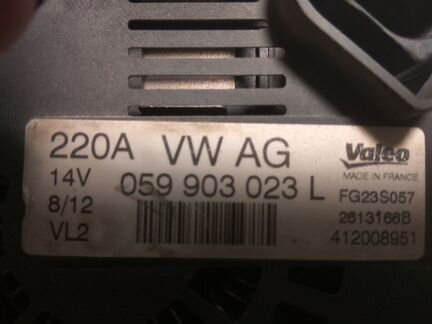 220A VW AG
Valeo
MADE IN FRANCE
14V 059 903 023 L
FG23S057
8/12
2613166B
VL2
412008951